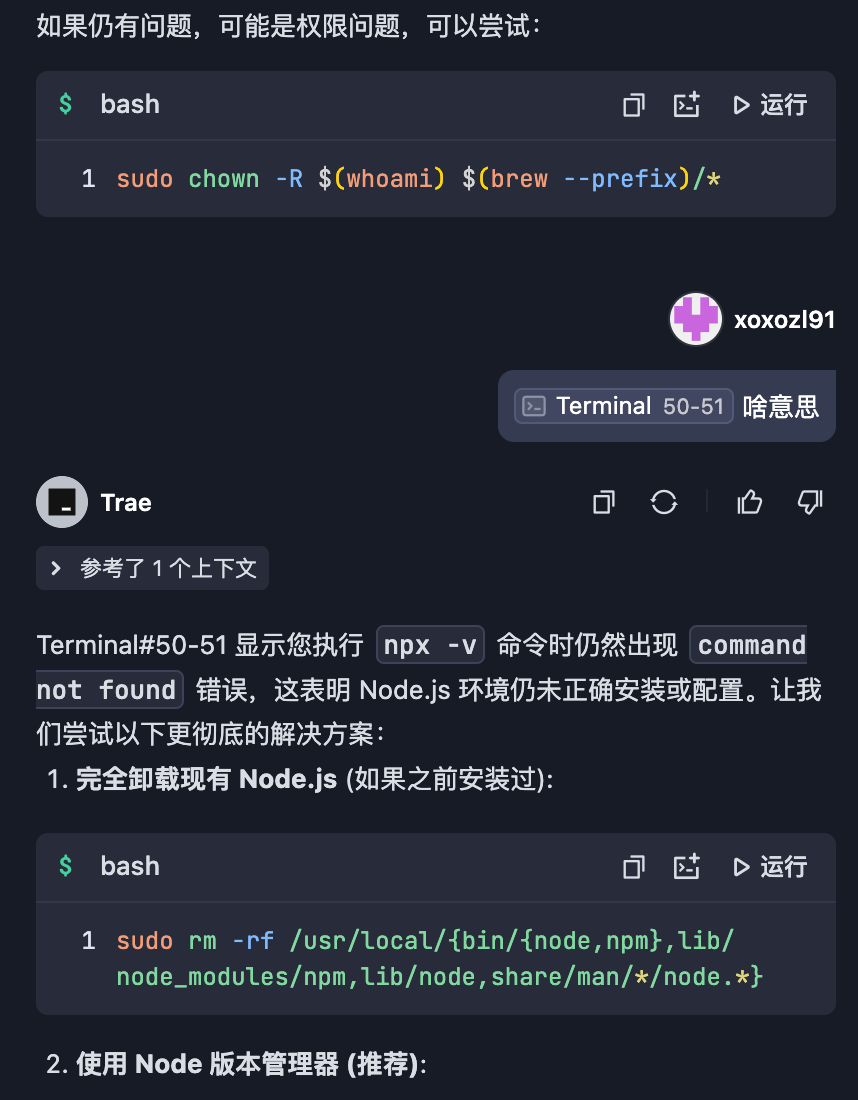 如果仍有问题，可能是权限问题，可以尝试：
$ bash 运行
1 sudo chown -R $(whoami) $(brew --prefix)/*
xoxozl91
Terminal 50-51 啥意思
Trae
参考了 1 个上下文
Terminal#50-51 显示您执行 npx -v 命令时仍然出现 command
not found 错误，这表明 Node.js 环境仍未正确安装或配置。让我
们尝试以下更彻底的解决方案：
1. 完全卸载现有 Node.js (如果之前安装过):
$ bash 运行
1 sudo rm -rf /usr/local/{bin/{node,npm},lib/
node_modules/npm,lib/node,share/man/*/node.*}
2. 使用 Node 版本管理器 (推荐):